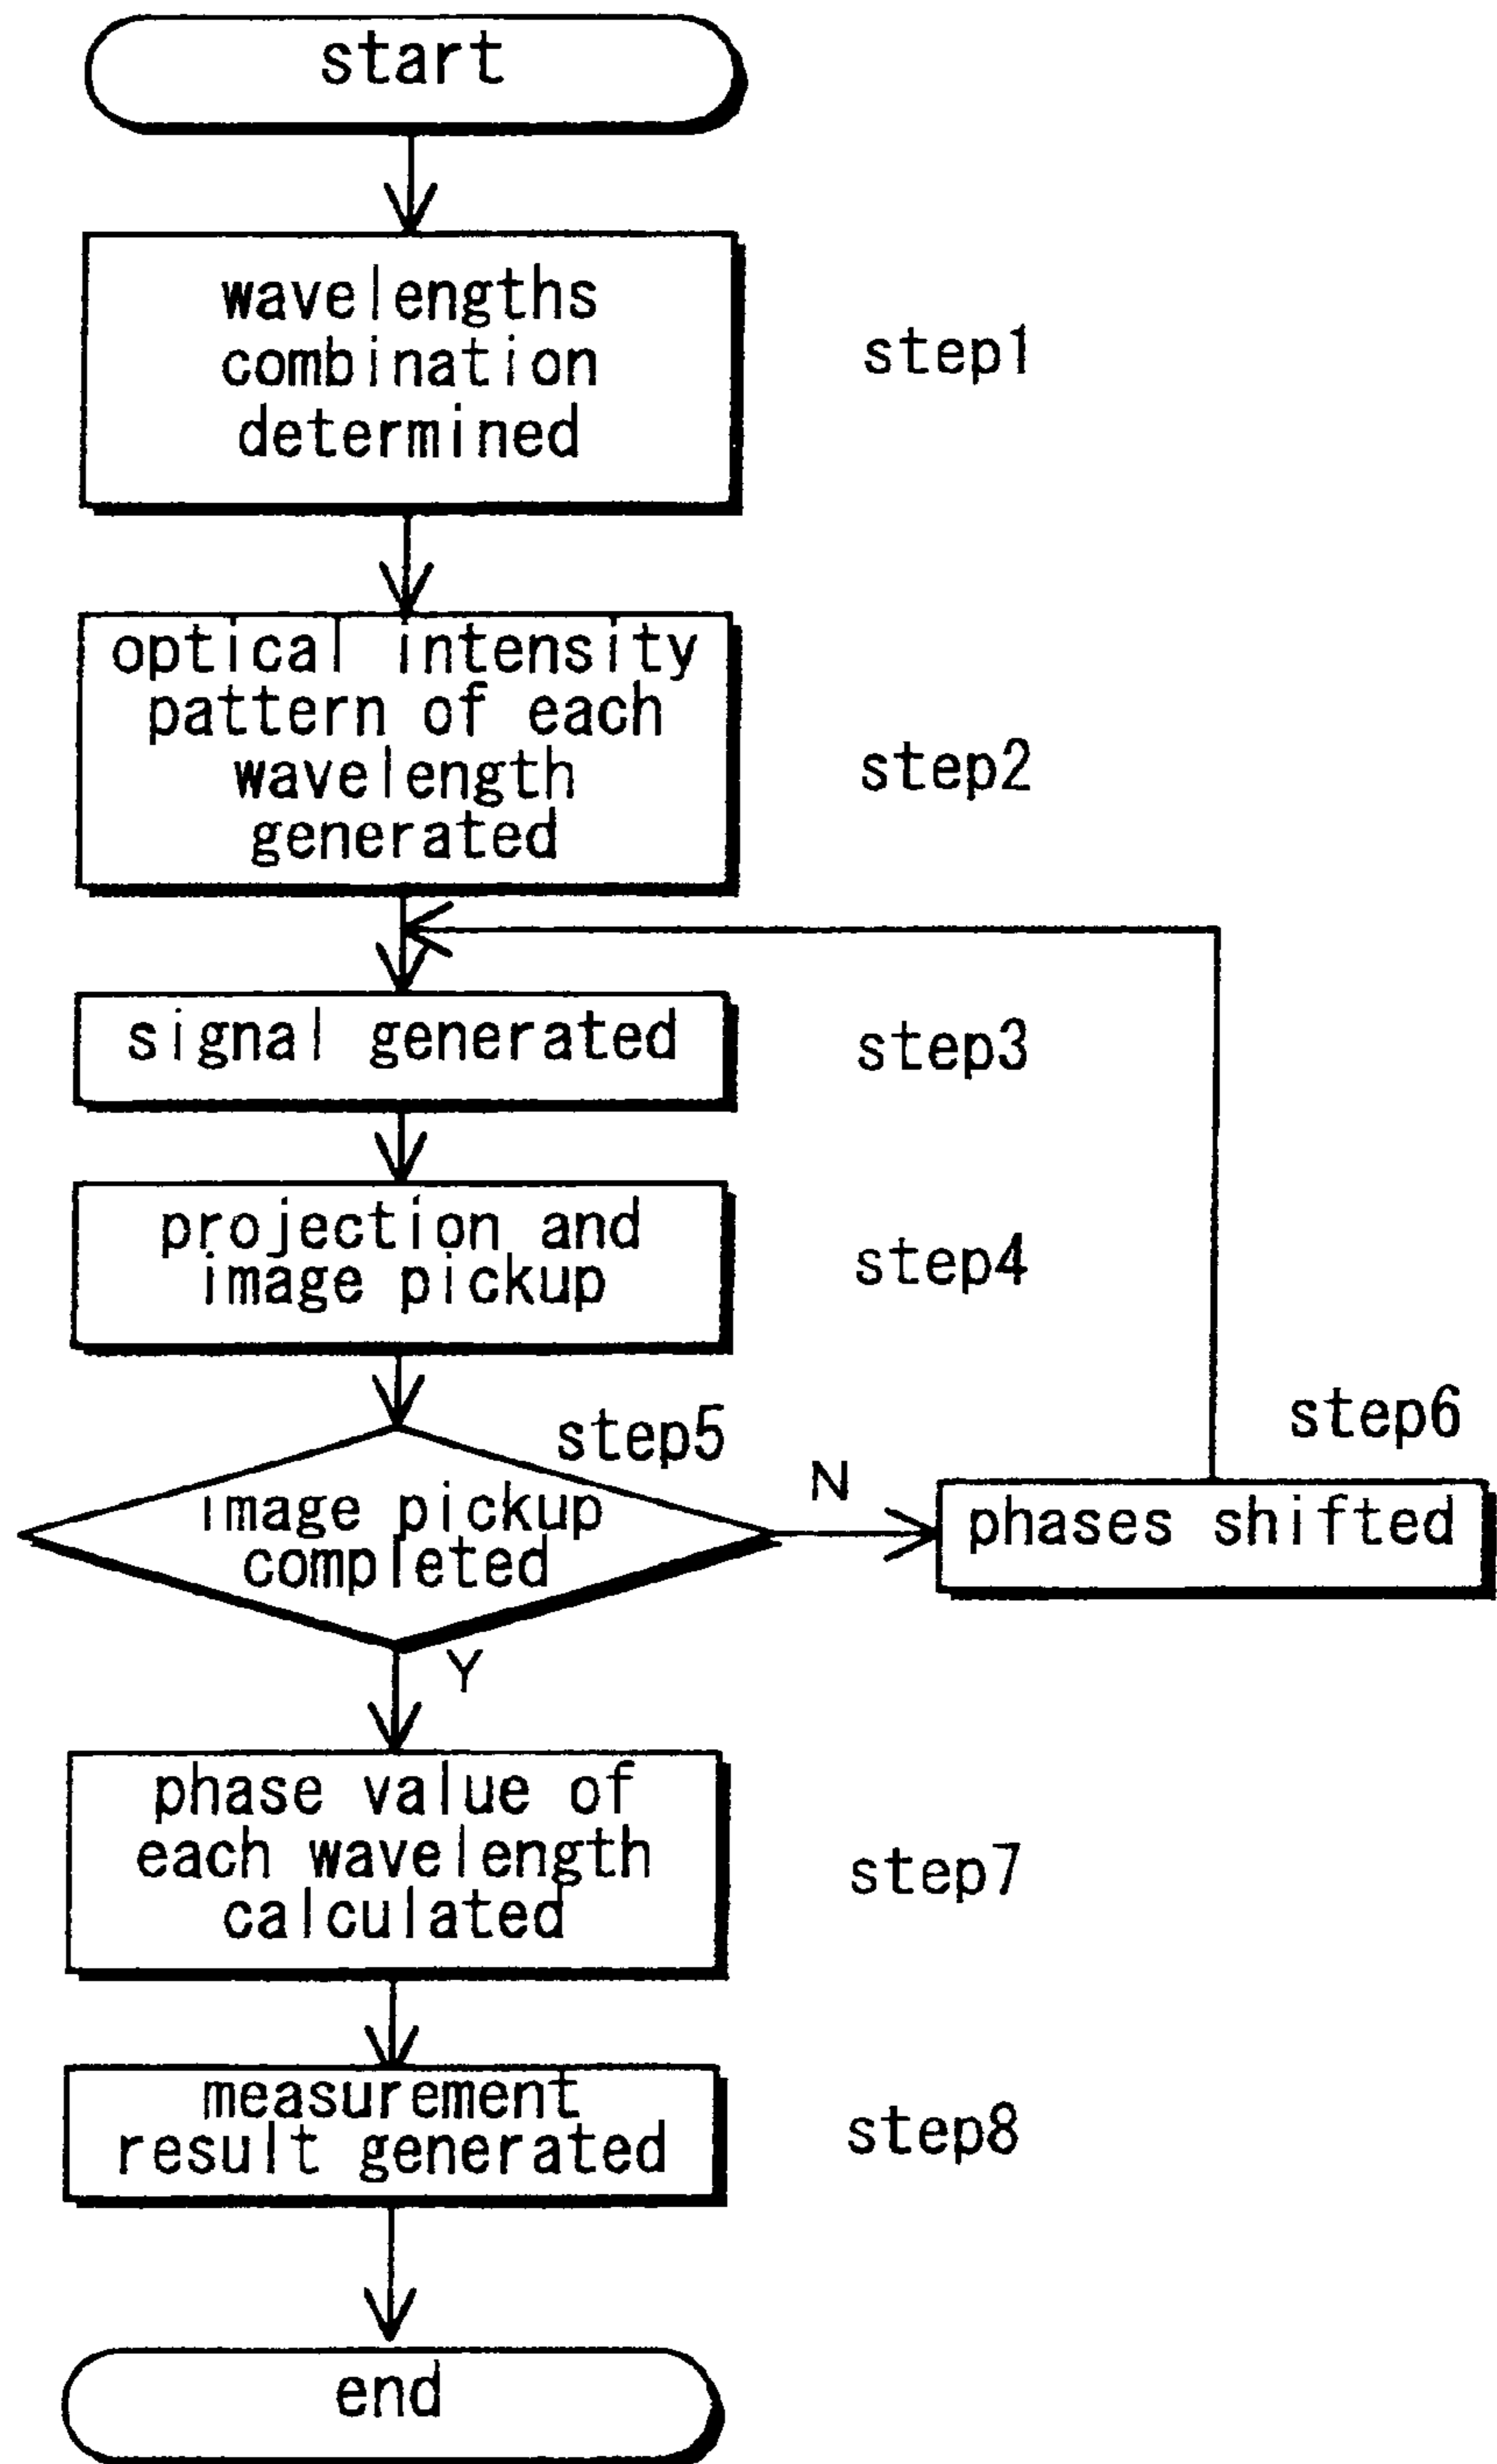 start
wavelengths
combination
determined
step1
optical intensity
pattern of each
wavelength
generated
step2
signal generated
step3
projection and
image pickup
step4
step5
image pickup
completed
N
step6
phases shifted
Y
phase value of
each wavelength
calculated
step7
measurement
result generated
step8
end